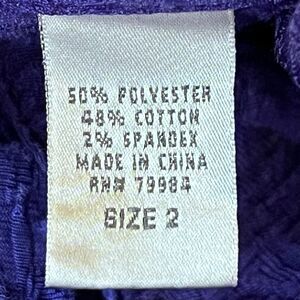 50% POLYESTER
48% COTTON
2% SPANDEX
MADE IN CHINA
RN# 79984
SIZE 2